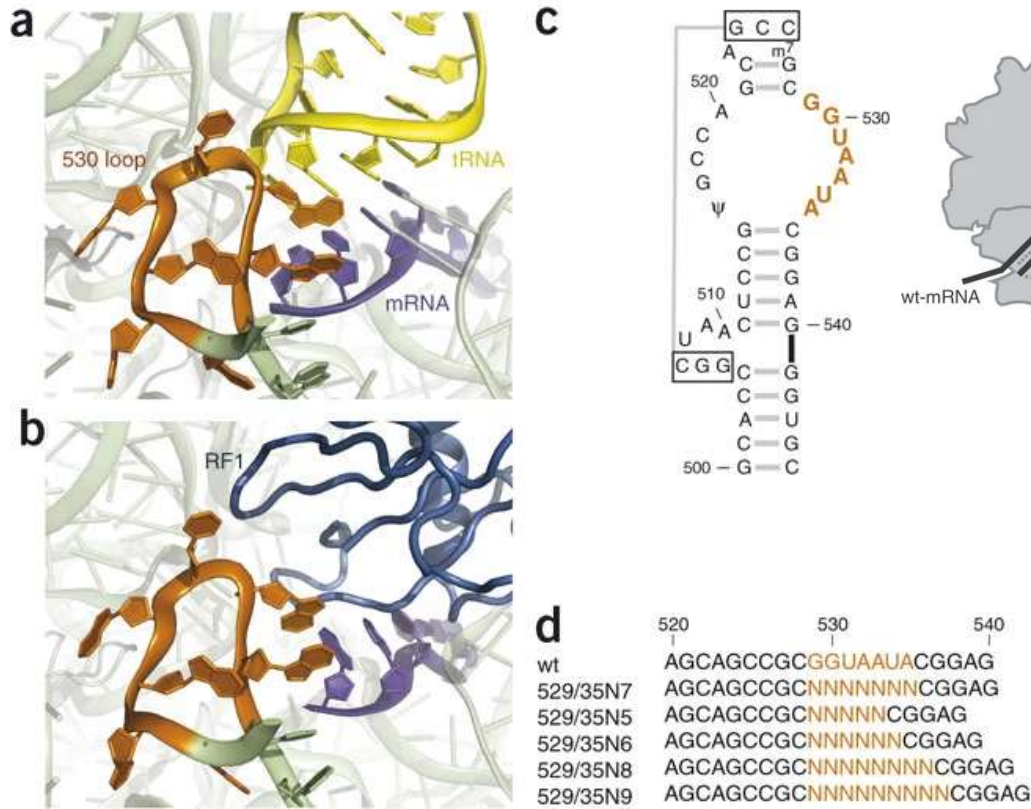 a
530 loop
tRNA
mRNA
b
RF1
c
G C C
A m7
C G
520 G C
A G
C G 530
C U
G A
A
ψ U
A
G C
C G
C G
510 U A
U A A C G 540
C G G C G
C G
A U
C G
500 G C
wt-mRNA
d
520 530 540
wt AGCAGCCGCGGUAAUACGGAG
529/35N7 AGCAGCCGCNNNNNNNCGGAG
529/35N5 AGCAGCCGCNNNNNCGGAG
529/35N6 AGCAGCCGCNNNNNNCGGAG
529/35N8 AGCAGCCGCNNNNNNNNCGGAG
529/35N9 AGCAGCCGCNNNNNNNNNCGGAG